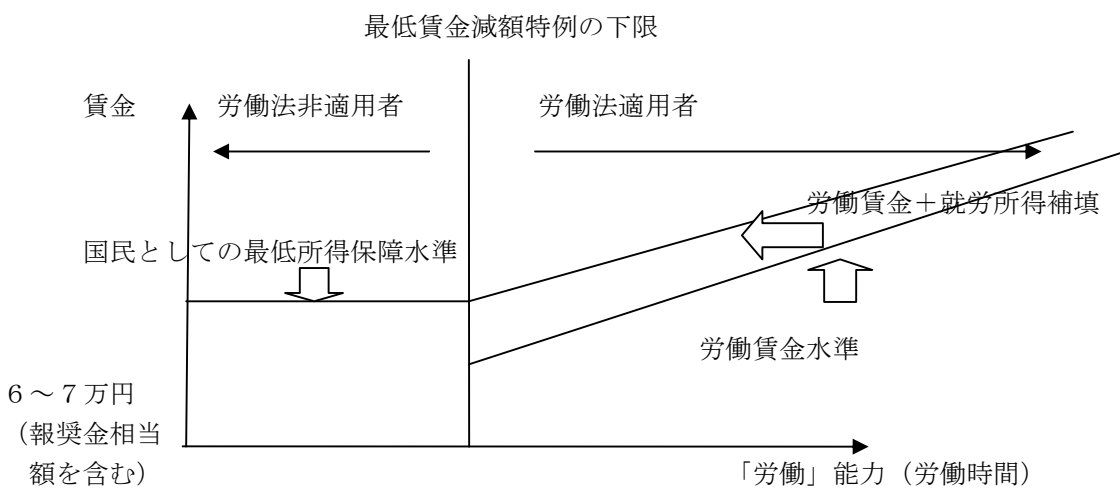 最低賃金減額特例の下限
賃金
労働法非適用者
労働法適用者
労働賃金＋就労所得補填
国民としての最低所得保障水準
労働賃金水準
６～７万円
（報奨金相当
額を含む）
「労働」能力（労働時間）